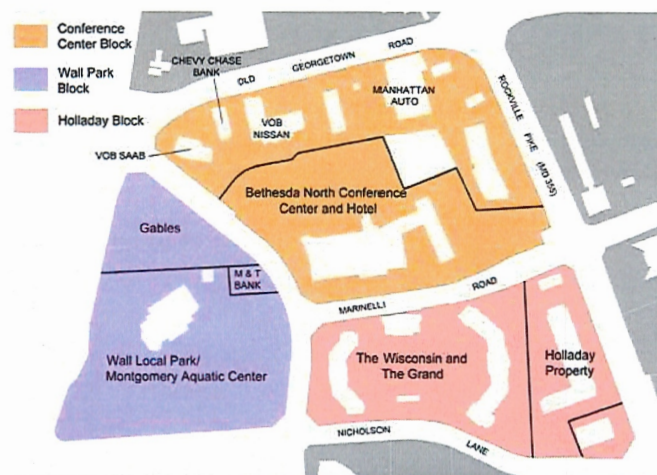 Conference
Center Block
Wall Park
Block
Holladay Block
CHEVY CHASE
BANK
OLD GEORGETOWN ROAD
MANHATTAN
AUTO
VOB
NISSAN
VOB SAAB
ROCKVILLE PIKE (MD 355)
Bethesda North Conference
Center and Hotel
Gables
M & T
BANK
MARINELLI ROAD
Wall Local Park/
Montgomery Aquatic Center
The Wisconsin and
The Grand
Holladay
Property
NICHOLSON LANE